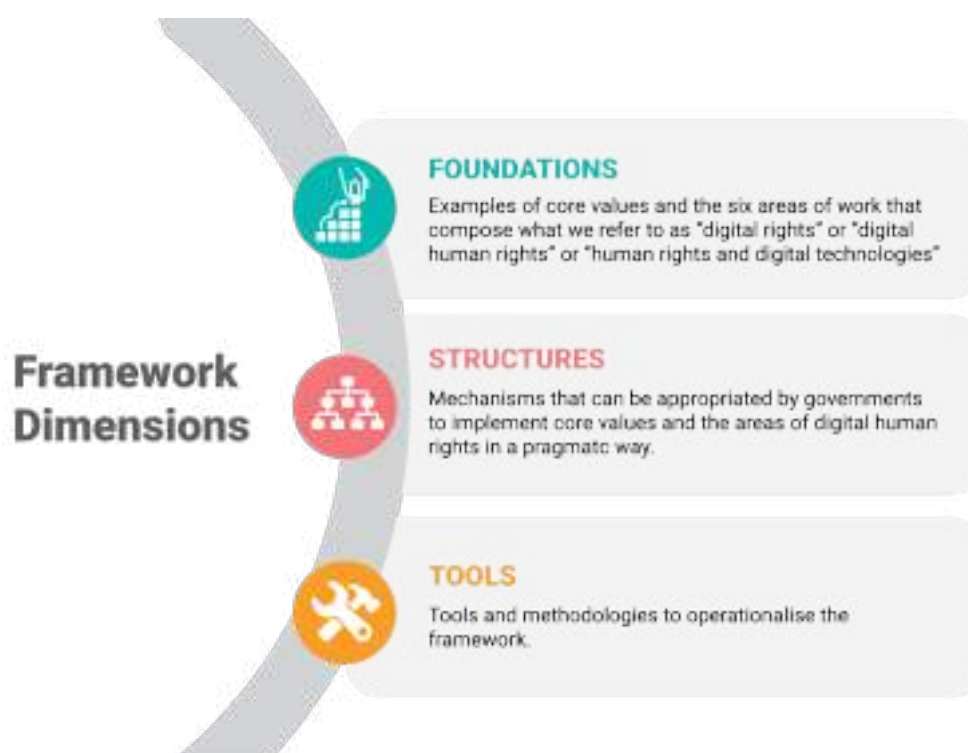 Framework
Dimensions
FOUNDATIONS
Examples of core values and the six areas of work that
compose what we refer to as "digital rights" or "digital
human rights" or "human rights and digital technologies"
STRUCTURES
Mechanisms that can be appropriated by governments
to implement core values and the areas of digital human
rights in a pragmatc way.
TOOLS
Tools and methodologies to operationalise the
framework.